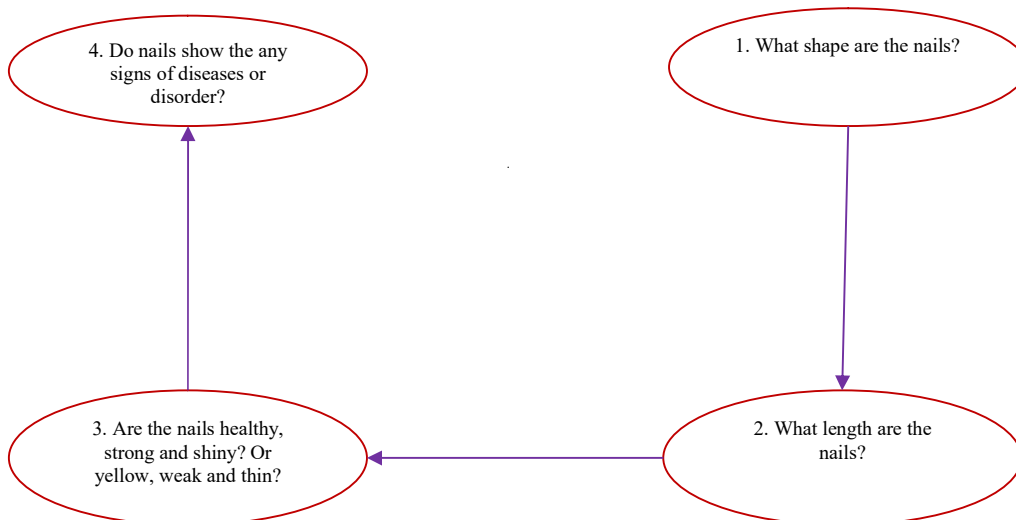 4. Do nails show the any
signs of diseases or
disorder?
1. What shape are the nails?
3. Are the nails healthy,
strong and shiny? Or
yellow, weak and thin?
2. What length are the
nails?